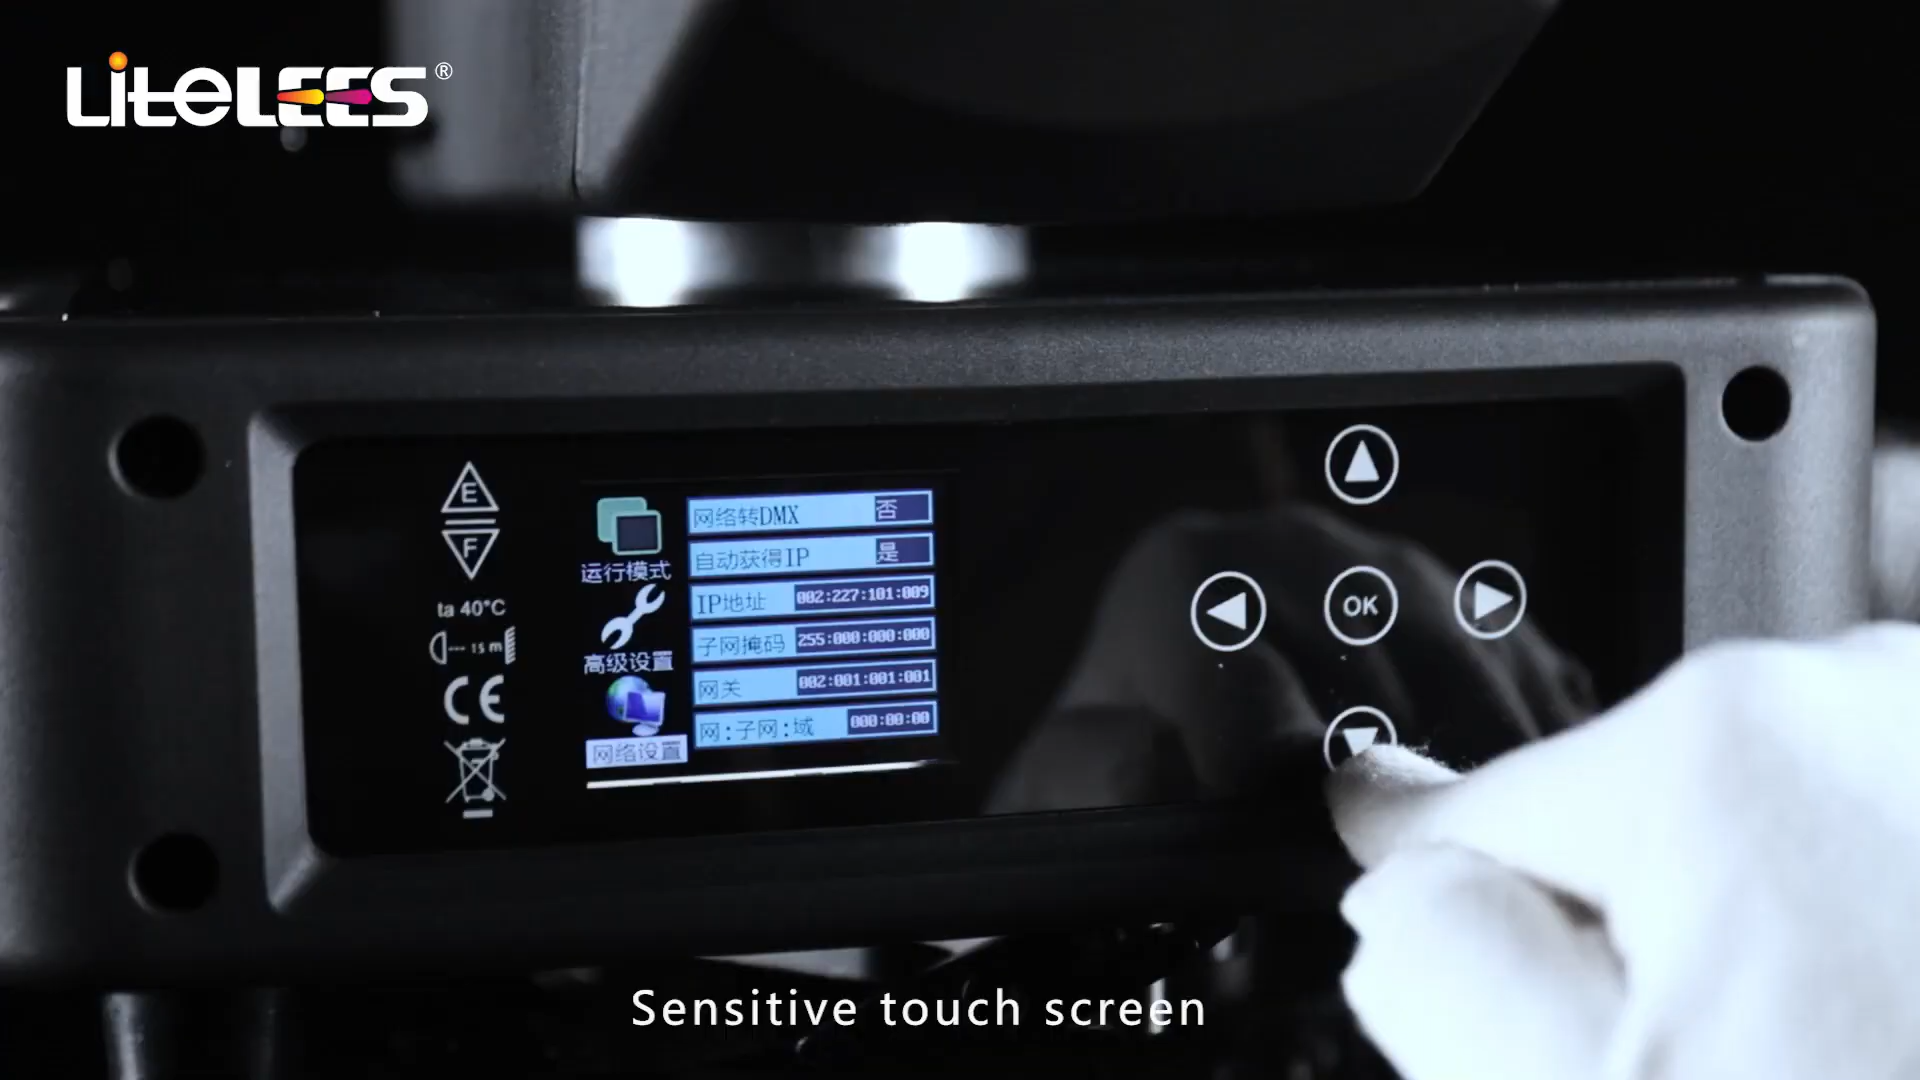 LiteLEES®
E
F
ta 40°C
15 m
CE
运行模式
高级设置
网络设置
网络转DMX 否
自动获得IP 是
IP地址 002:227:101:009
子网掩码 255:000:000:000
网关 002:001:001:001
网:子网:域 000:00:00
OK
Sensitive touch screen